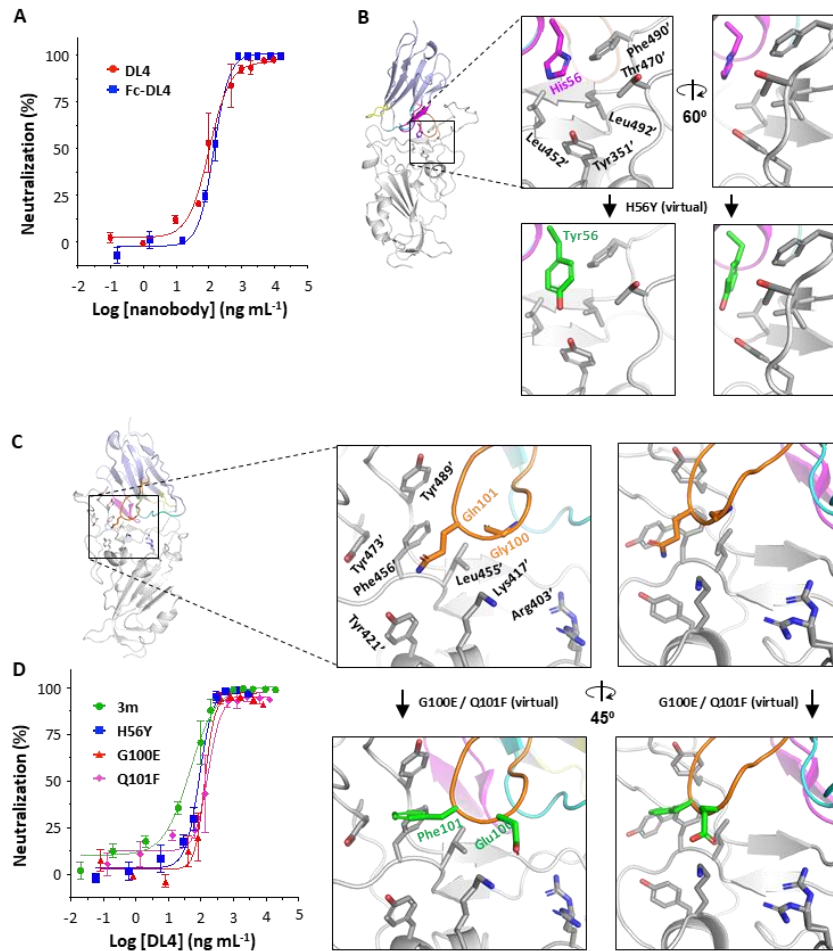 A
Neutralization (%)
100
75
50
25
0
DL4
Fc-DL4
-2 -1 0 1 2 3 4 5
Log [nanobody] (ng mL-1)
B
His56
Phe490’
Thr470’
Leu492’
Leu452’
Tyr351’
60⁰
H56Y (virtual)
Tyr56
C
Tyr489’
Gln101
Gly100
Tyr473’
Phe456’
Leu455’
Lys417’
Arg403’
Tyr421’
G100E / Q101F (virtual)
45⁰
G100E / Q101F (virtual)
Phe101
D
Neutralization (%)
100
75
50
25
0
3m
H56Y
G100E
Q101F
-2 -1 0 1 2 3 4 5
Log [DL4] (ng mL-1)